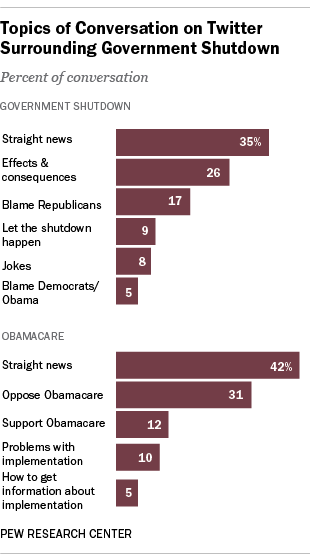 Topics of Conversation on Twitter
Surrounding Government Shutdown
Percent of conversation
GOVERNMENT SHUTDOWN
Straight news 35%
Effects &
consequences 26
Blame Republicans 17
Let the shutdown
happen 9
Jokes 8
Blame Democrats/
Obama 5
OBAMACARE
Straight news 42%
Oppose Obamacare 31
Support Obamacare 12
Problems with
implementation 10
How to get
information about
implementation 5
PEW RESEARCH CENTER